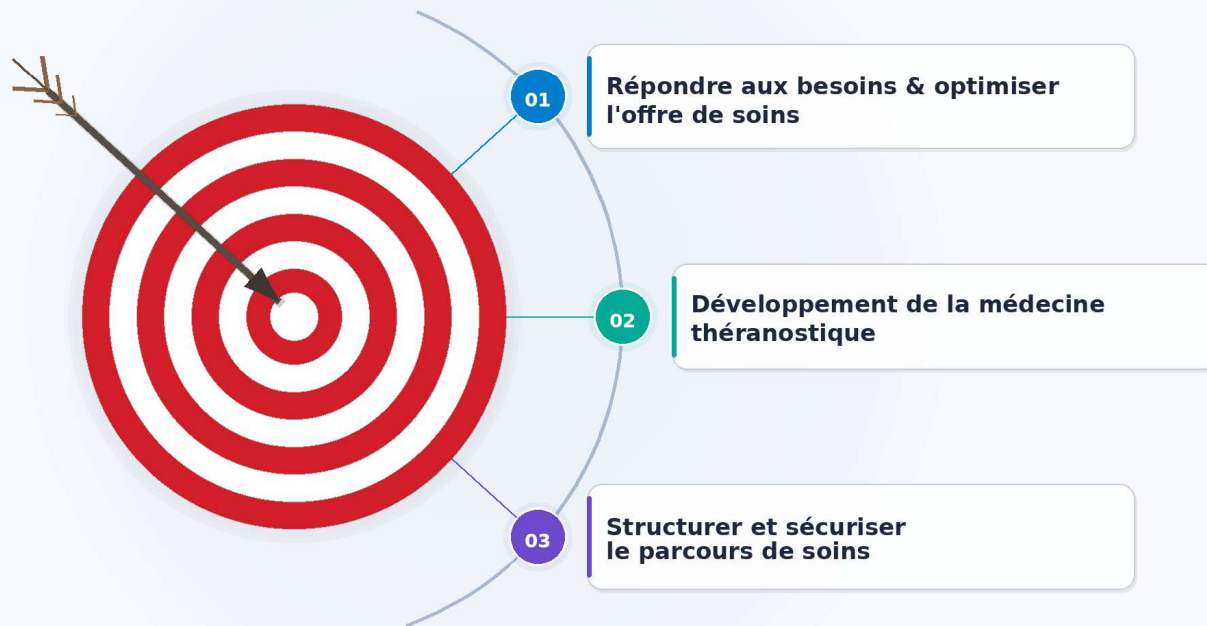 01
Répondre aux besoins & optimiser
l'offre de soins
02
Développement de la médecine
théranostique
03
Structurer et sécuriser
le parcours de soins